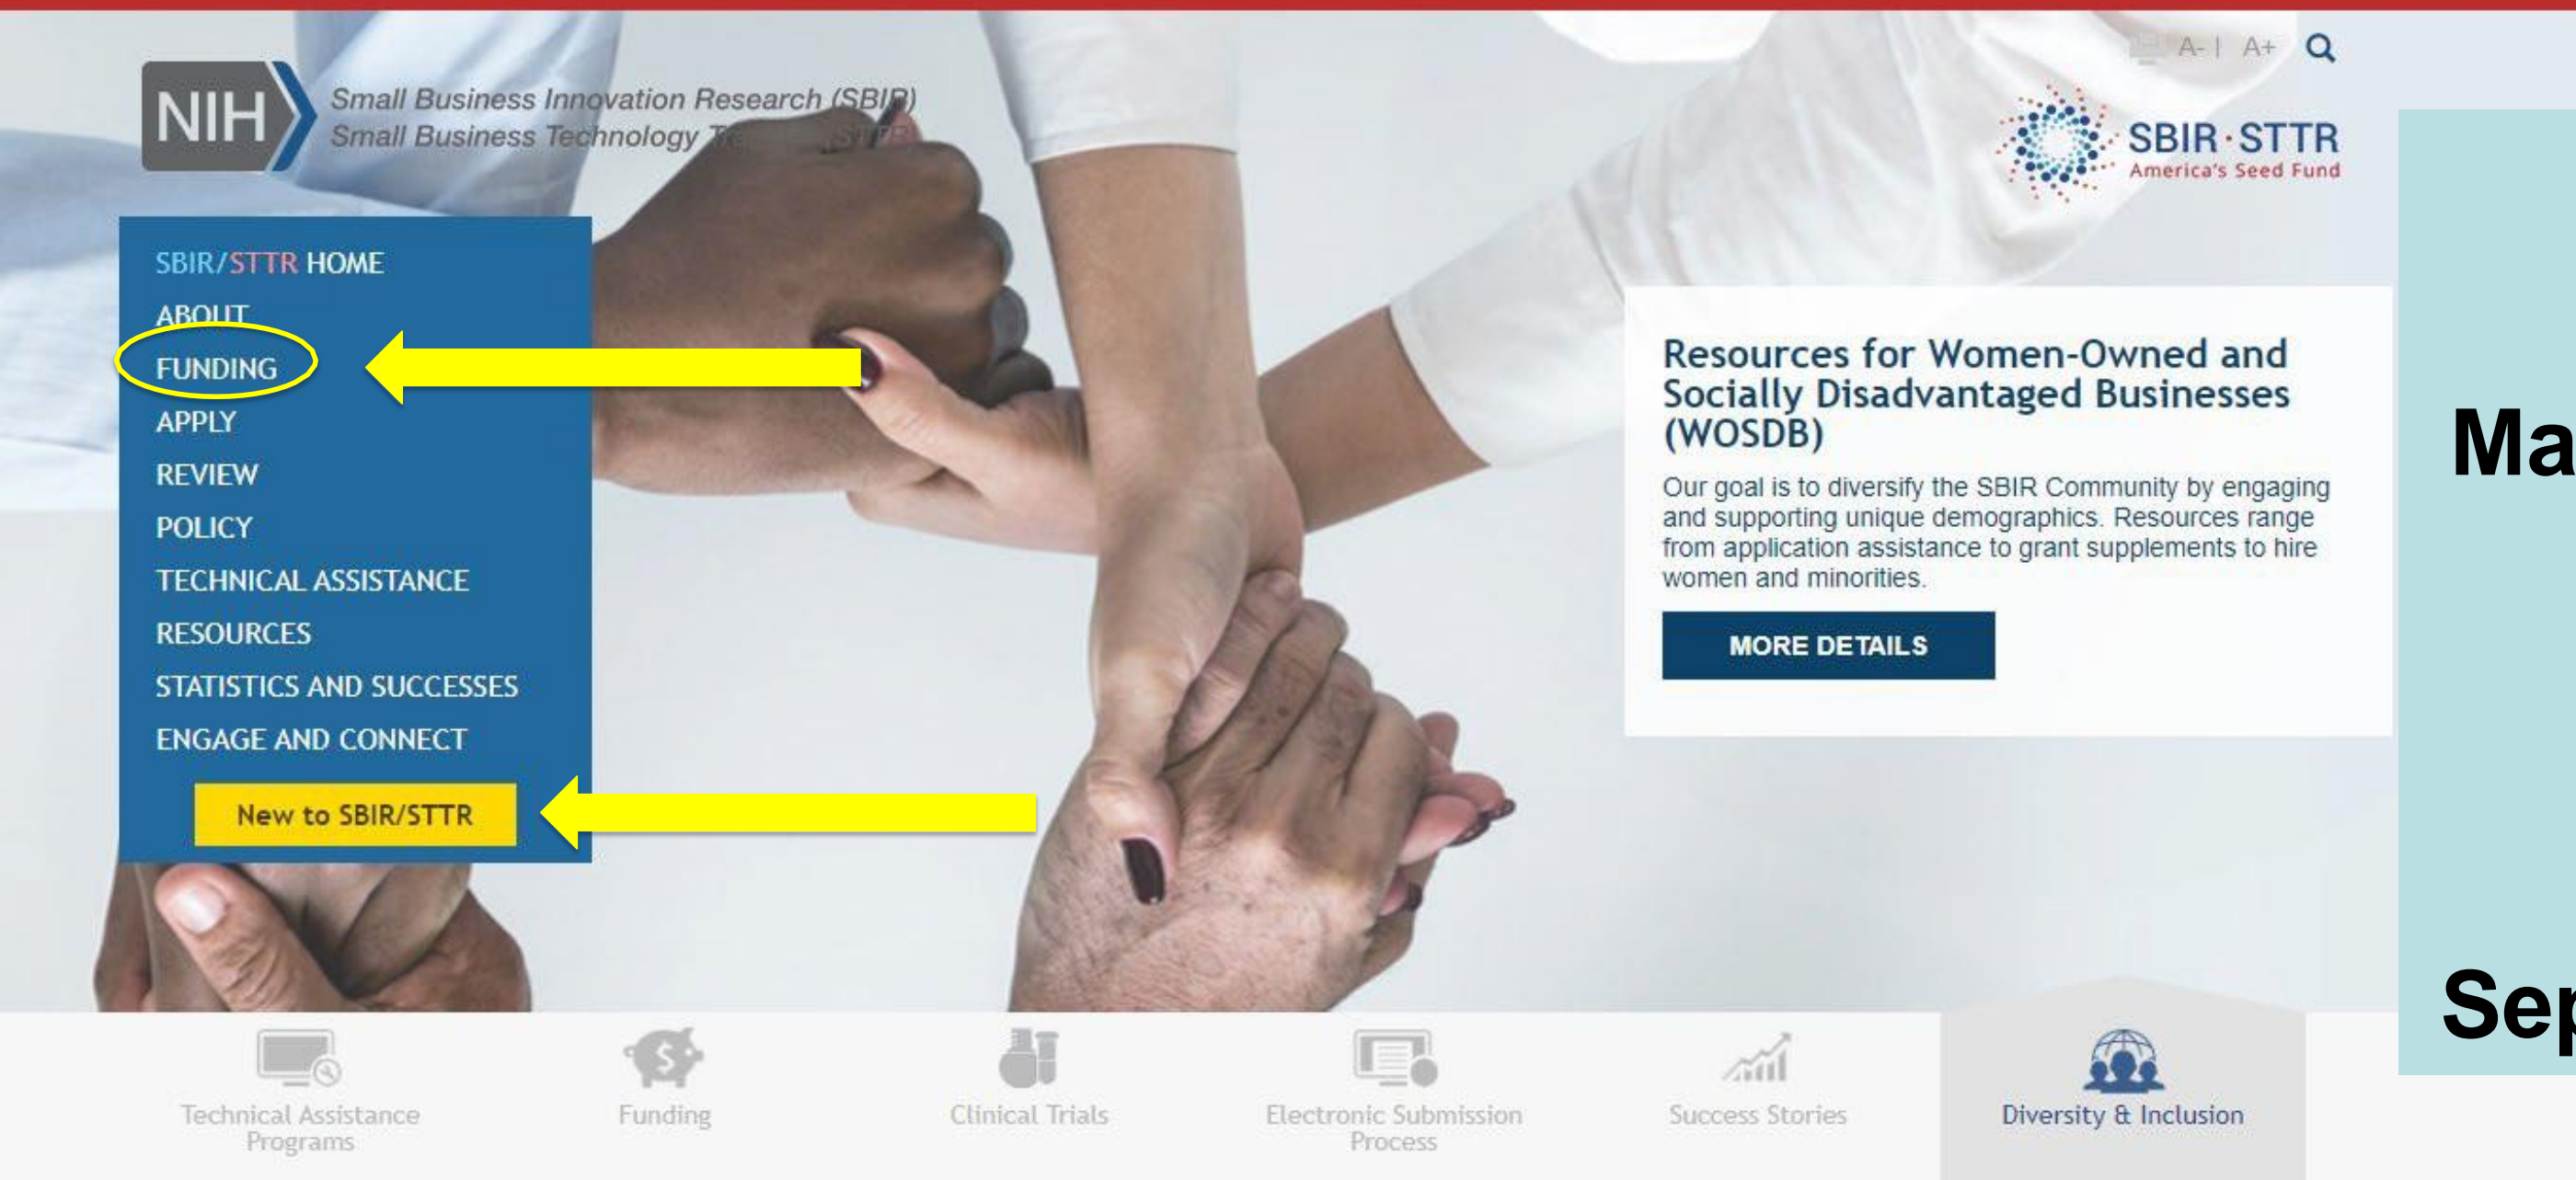 A- | A+
NIH
Small Business Innovation Research (SBIR)
Small Business Technology
SBIR · STTR
America's Seed Fund
SBIR/STTR HOME
ABOUT
FUNDING
APPLY
REVIEW
POLICY
TECHNICAL ASSISTANCE
RESOURCES
STATISTICS AND SUCCESSES
ENGAGE AND CONNECT
New to SBIR/STTR
Resources for Women-Owned and
Socially Disadvantaged Businesses
(WOSDB)
Our goal is to diversify the SBIR Community by engaging
and supporting unique demographics. Resources range
from application assistance to grant supplements to hire
women and minorities.
MORE DETAILS
Ma
Sep
Technical Assistance
Programs
Funding
Clinical Trials
Electronic Submission
Process
Success Stories
Diversity & Inclusion